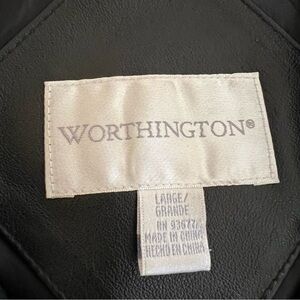 WORTHINGTON®
LARGE/
GRANDE
RN 93677
MADE IN CHINA
HECHO EN CHINA